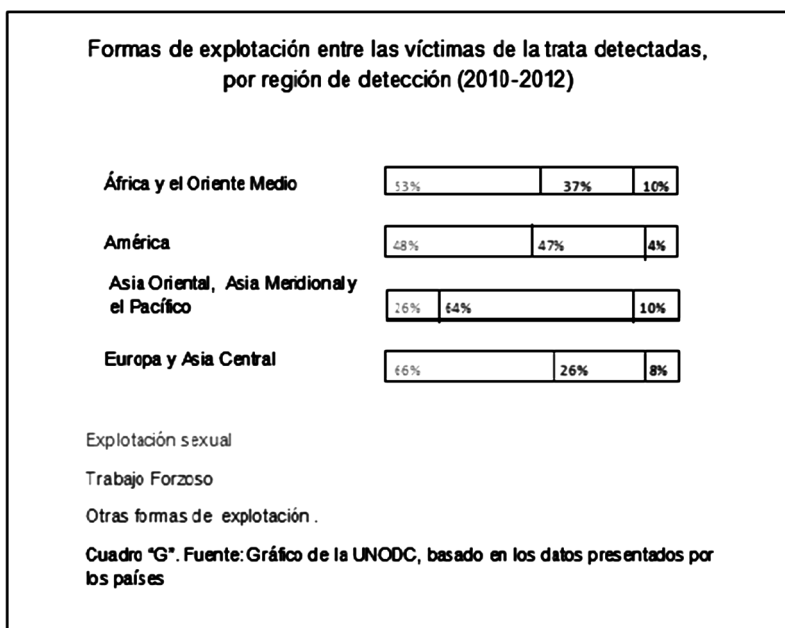 Formas de explotación entre las víctimas de la trata detectadas,
por región de detección (2010-2012)
África y el Oriente Medio 53% 37% 10%
América 48% 47% 4%
Asia Oriental, Asia Meridional y
el Pacífico 26% 64% 10%
Europa y Asia Central 66% 26% 8%
Explotación sexual
Trabajo Forzoso
Otras formas de explotación .
Cuadro "G". Fuente: Gráfico de la UNODC, basado en los datos presentados por
los países